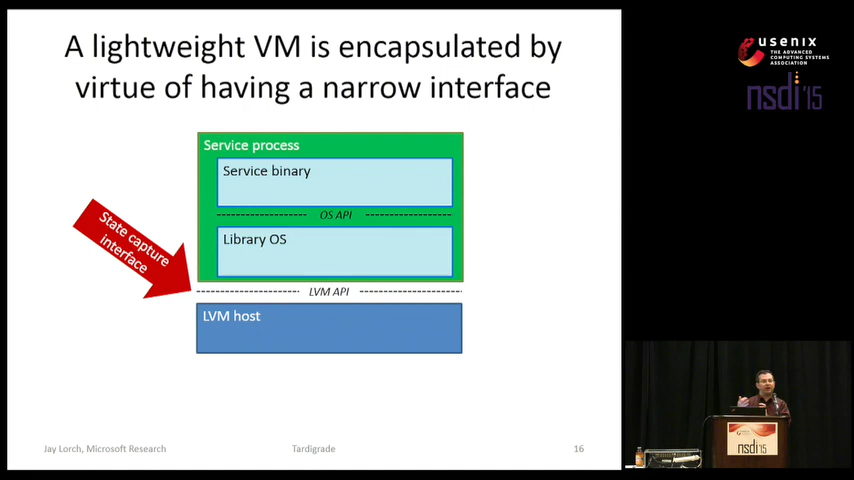 A lightweight VM is encapsulated by
virtue of having a narrow interface
Service process
Service binary
OS API
Library OS
State capture
interface
LVM API
LVM host
Jay Lorch, Microsoft Research
Tardigrade
16
usenix
THE ADVANCED
COMPUTING SYSTEMS
ASSOCIATION
nsdi '15
nsdi'15